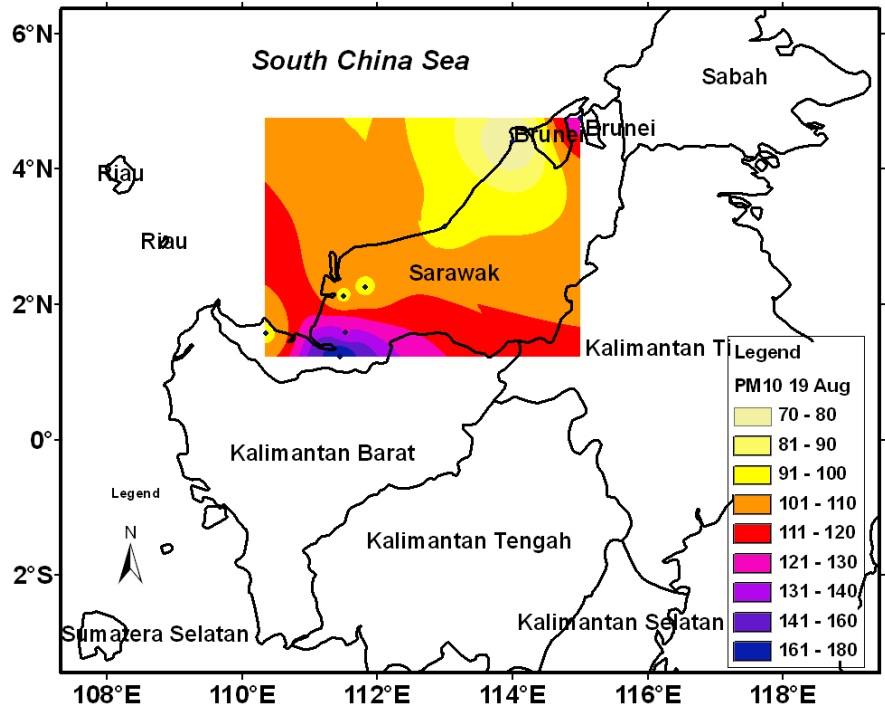 6°N
South China Sea
Sabah
Brunei
Brunei
4°N
Riau
Riau
Sarawak
2°N
Kalimantan Ti
Legend
PM10 19 Aug
70 - 80
81 - 90
91 - 100
101 - 110
111 - 120
121 - 130
131 - 140
141 - 160
161 - 180
0°
Kalimantan Barat
Legend
N
Kalimantan Tengah
2°S
Kalimantan Selatan
Sumatera Selatan
108°E 110°E 112°E 114°E 116°E 118°E